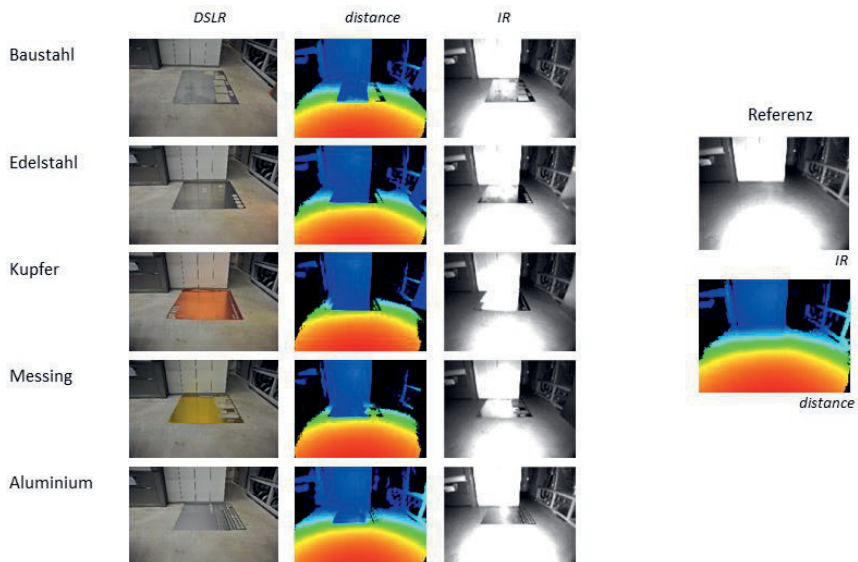 DSLR distance IR
Baustahl
Edelstahl
Kupfer
Messing
Aluminium
Referenz
IR
distance